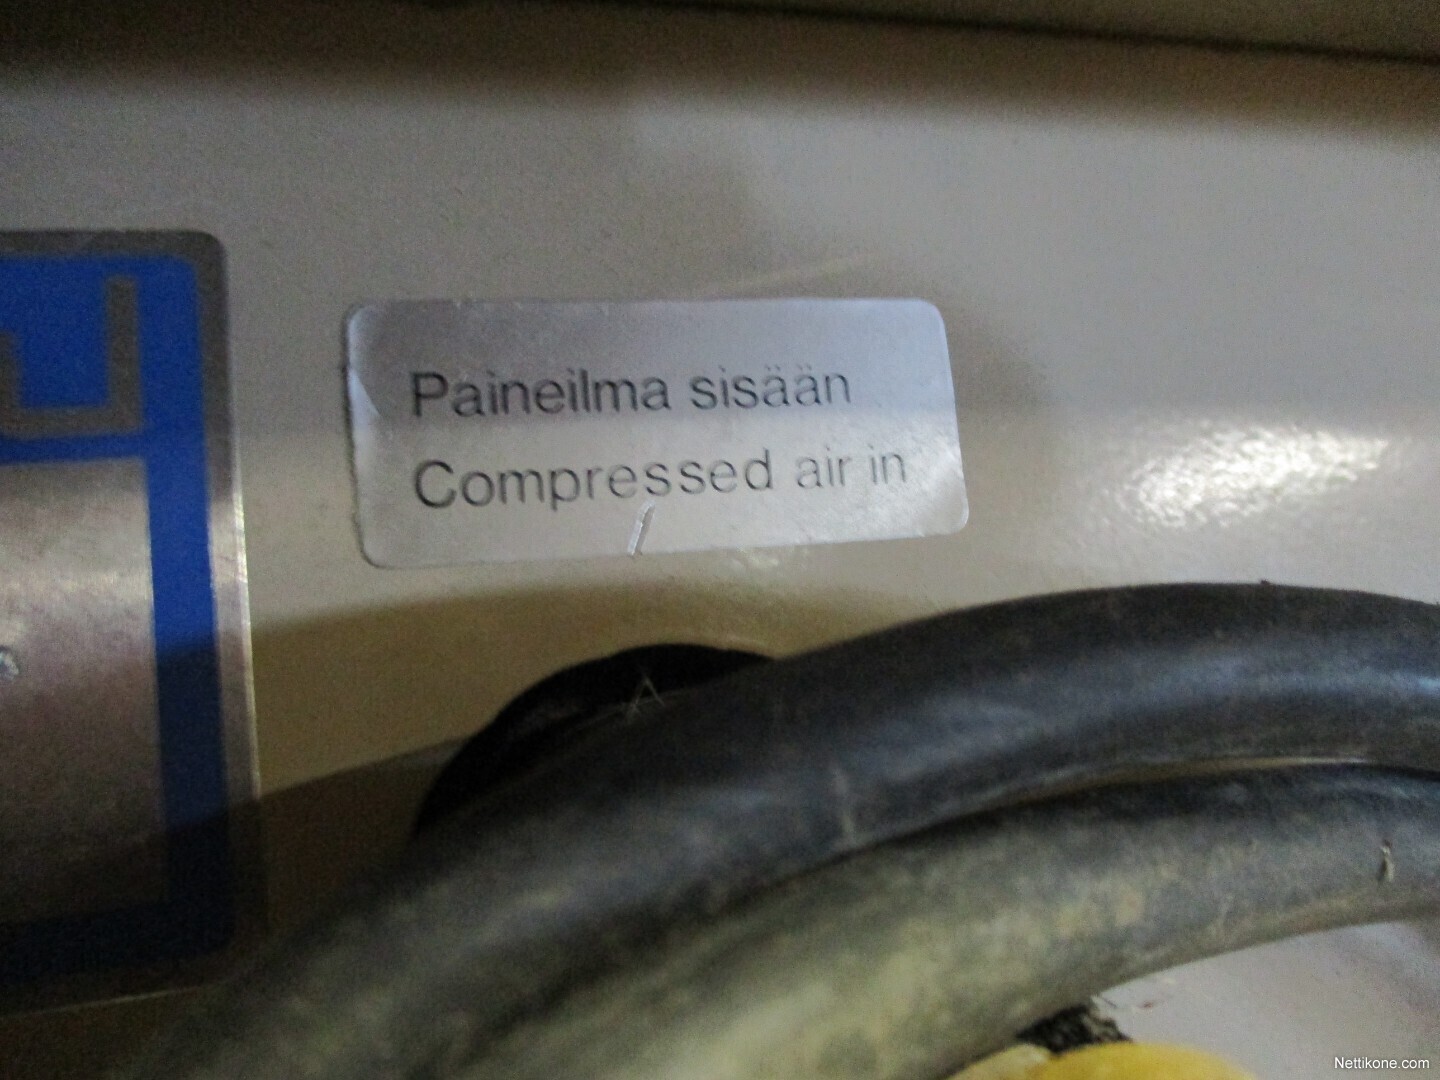 Paineilma sisään
Compressed air in
Nettikone.com